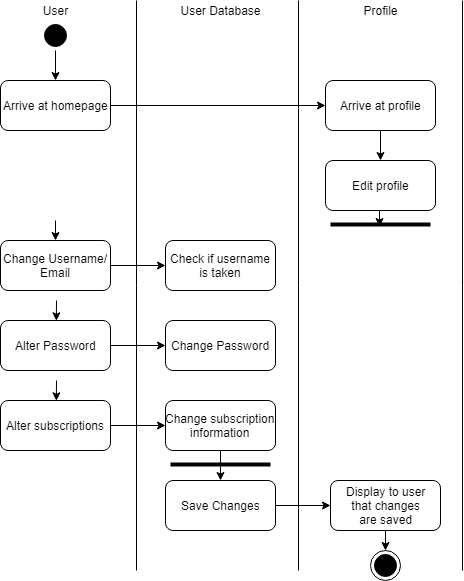 User
User Database
Profile
Arrive at homepage
Arrive at profile
Edit profile
Change Username/
Email
Check if username
is taken
Alter Password
Change Password
Alter subscriptions
Change subscription
information
Save Changes
Display to user
that changes
are saved